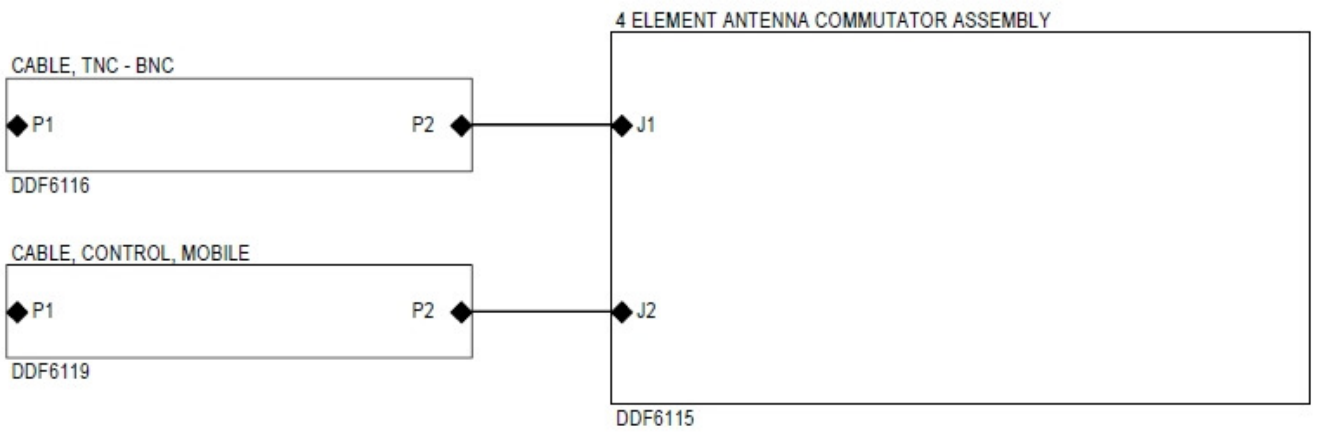 4 ELEMENT ANTENNA COMMUTATOR ASSEMBLY
CABLE, TNC - BNC
P1 P2 J1
DDF6116
CABLE, CONTROL, MOBILE
P1 P2 J2
DDF6119
DDF6115